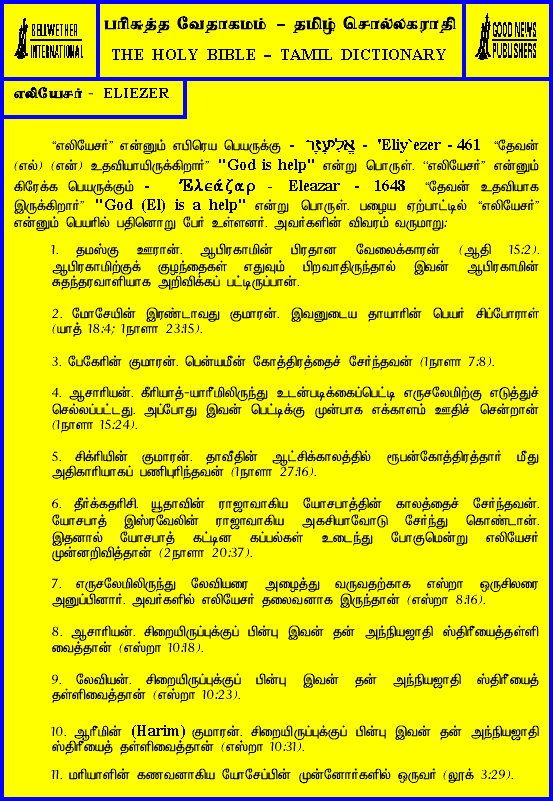 BELLWETHER
INTERNATIONAL
பரிசுத்த வேதாகமம் – தமிழ் சொல்லகராதி
THE HOLY BIBLE – TAMIL DICTIONARY
GOOD NEWS
PUBLISHERS
எலியேசர் - ELIEZER
“எலியேசர்” என்னும் எபிரெய பெயருக்கு - אֱלִיעֶזֶר - 'Eliy`ezer - 461 “தேவன்
(எல்) (என்) உதவியாயிருக்கிறார்” "God is help" என்று பொருள். “எலியேசர்” என்னும்
கிரேக்க பெயருக்கும் - Ἐλεάζαρ - Eleazar - 1648 “தேவன் உதவியாக
இருக்கிறார்” "God (El) is a help" என்று பொருள். பழைய ஏற்பாட்டில் “எலியேசர்”
என்னும் பெயரில் பதினொறு பேர் உள்ளனர். அவர்களின் விவரம் வருமாறு:
1. தமஸ்கு ஊரான். ஆபிரகாமின் பிரதான வேலைக்காரன் (ஆதி 15:2).
ஆபிரகாமிற்குக் குழந்தைகள் எதுவும் பிறவாதிருந்தால் இவன் ஆபிரகாமின்
சுதந்தரவாளியாக அறிவிக்கப் பட்டிருப்பான்.
2. மோசேயின் இரண்டாவது குமாரன். இவனுடைய தாயாரின் பெயர் சிப்போராள்
(யாத் 18:4; 1நாளா 23:15).
3. பேகேரின் குமாரன். பென்யமீன் கோத்திரத்தைச் சேர்ந்தவன் (1நாளா 7:8).
4. ஆசாரியன். கீரியாத்-யாரீமிலிருந்து உடன்படிக்கைப்பெட்டி எருசலேமிற்கு எடுத்துச்
செல்லப்பட்டது. அப்போது இவன் பெட்டிக்கு முன்பாக எக்காளம் ஊதிச் சென்றான்
(1நாளா 15:24).
5. சிக்ரியின் குமாரன். தாவீதின் ஆட்சிக்காலத்தில் ரூபன்கோத்திரத்தார் மீது
அதிகாரியாகப் பணிபுரிந்தவன் (1நாளா 27:16).
6. தீர்க்கதரிசி. யூதாவின் ராஜாவாகிய யோசபாத்தின் காலத்தைச் சேர்ந்தவன்.
யோசபாத் இஸ்ரவேலின் ராஜாவாகிய அகசியாவோடு சேர்ந்து கொண்டான்.
இதனால் யோசபாத் கட்டின கப்பல்கள் உடைந்து போகுமென்று எலியேசர்
முன்னறிவித்தான் (2நாளா 20:37).
7. எருசலேமிலிருந்து லேவியரை அழைத்து வருவதற்காக எஸ்றா ஒருசிலரை
அனுப்பினார். அவர்களில் எலியேசர் தலைவனாக இருந்தான் (எஸ்றா 8:16).
8. ஆசாரியன். சிறையிருப்புக்குப் பின்பு இவன் தன் அந்நியஜாதி ஸ்திரீயைத்தள்ளி
வைத்தான் (எஸ்றா 10:18).
9. லேவியன். சிறையிருப்புக்குப் பின்பு இவன் தன் அந்நியஜாதி ஸ்திரீயைத்
தள்ளிவைத்தான் (எஸ்றா 10:23).
10. ஆரீமின் (Harim) குமாரன். சிறையிருப்புக்குப் பின்பு இவன் தன் அந்நியஜாதி
ஸ்திரீயைத் தள்ளிவைத்தான் (எஸ்றா 10:31).
11. மரியாளின் கணவனாகிய யோசேப்பின் முன்னோர்களில் ஒருவர் (லூக் 3:29).